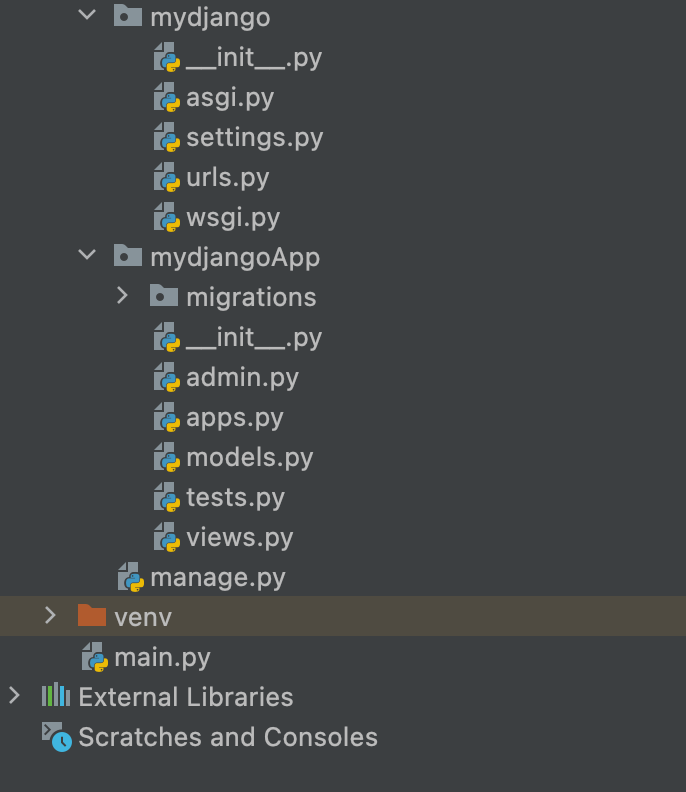 mydjango
__init__.py
asgi.py
settings.py
urls.py
wsgi.py
mydjangoApp
migrations
__init__.py
admin.py
apps.py
models.py
tests.py
views.py
manage.py
venv
main.py
External Libraries
Scratches and Consoles